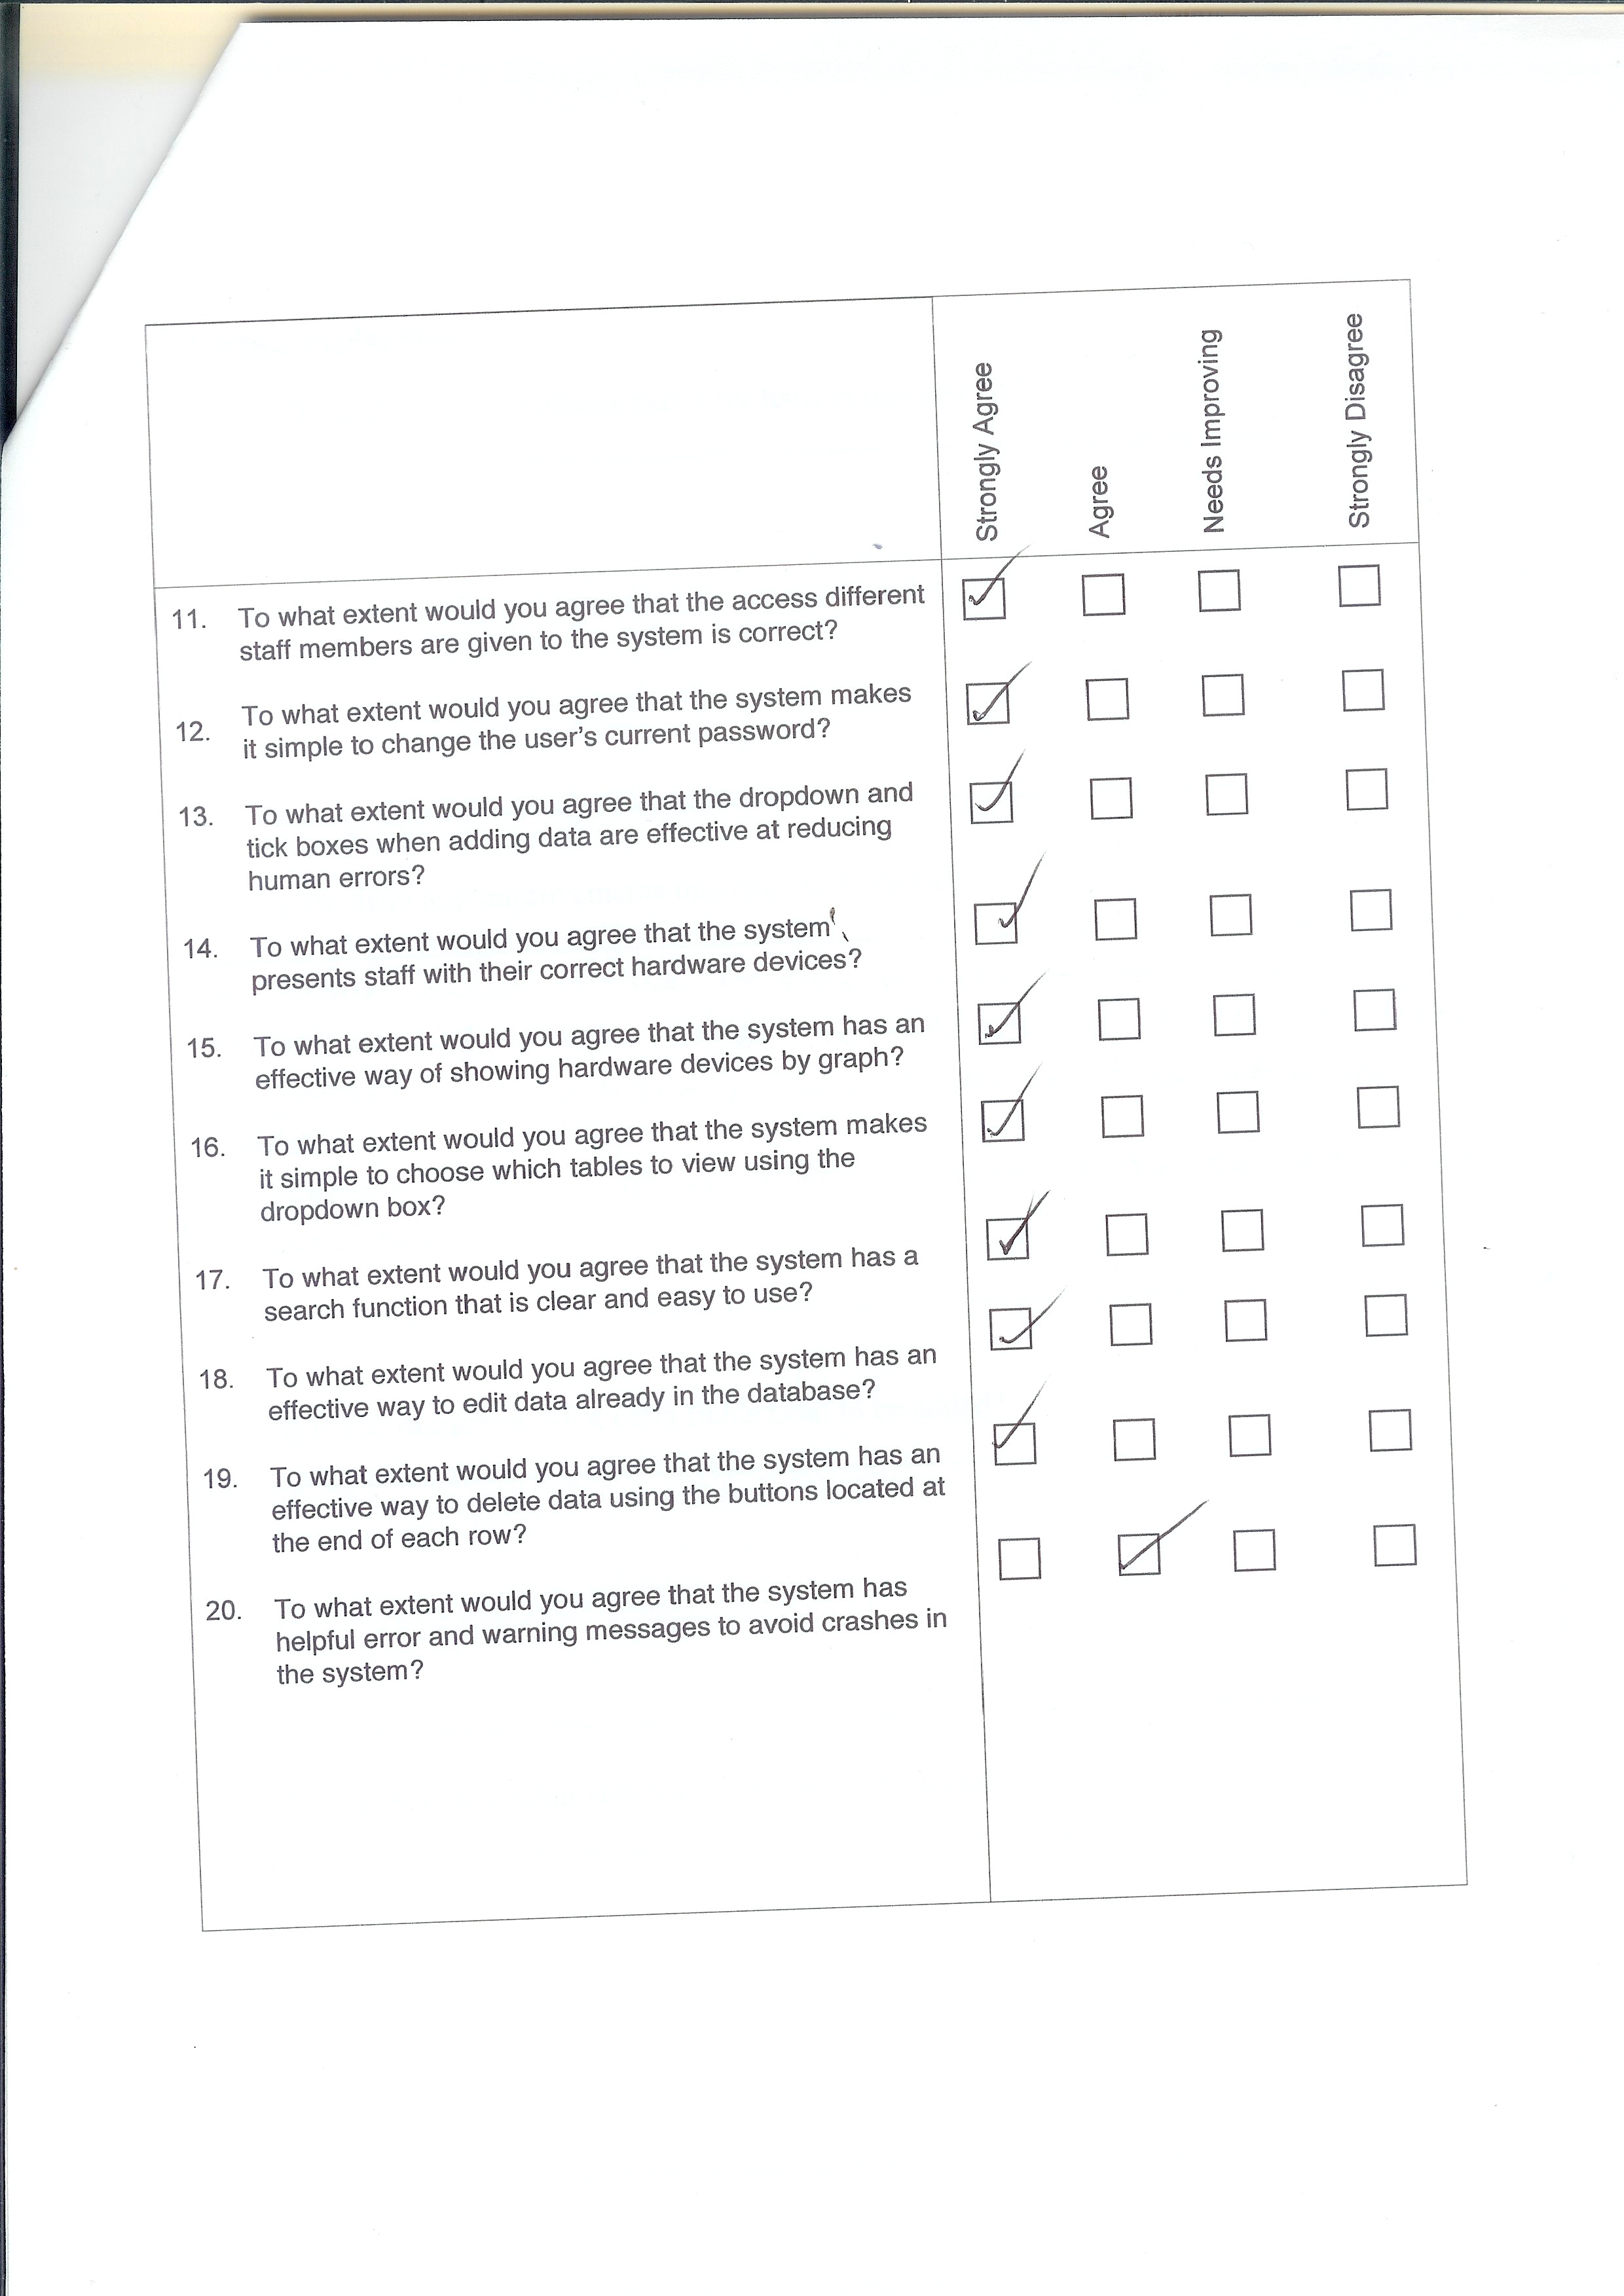 Strongly Agree
Agree
Needs Improving
Strongly Disagree
11. To what extent would you agree that the access different
staff members are given to the system is correct?
12. To what extent would you agree that the system makes
it simple to change the user's current password?
13. To what extent would you agree that the dropdown and
tick boxes when adding data are effective at reducing
human errors?
14. To what extent would you agree that the system
presents staff with their correct hardware devices?
15. To what extent would you agree that the system has an
effective way of showing hardware devices by graph?
16. To what extent would you agree that the system makes
it simple to choose which tables to view using the
dropdown box?
17. To what extent would you agree that the system has a
search function that is clear and easy to use?
18. To what extent would you agree that the system has an
effective way to edit data already in the database?
19. To what extent would you agree that the system has an
effective way to delete data using the buttons located at
the end of each row?
20. To what extent would you agree that the system has
helpful error and warning messages to avoid crashes in
the system?